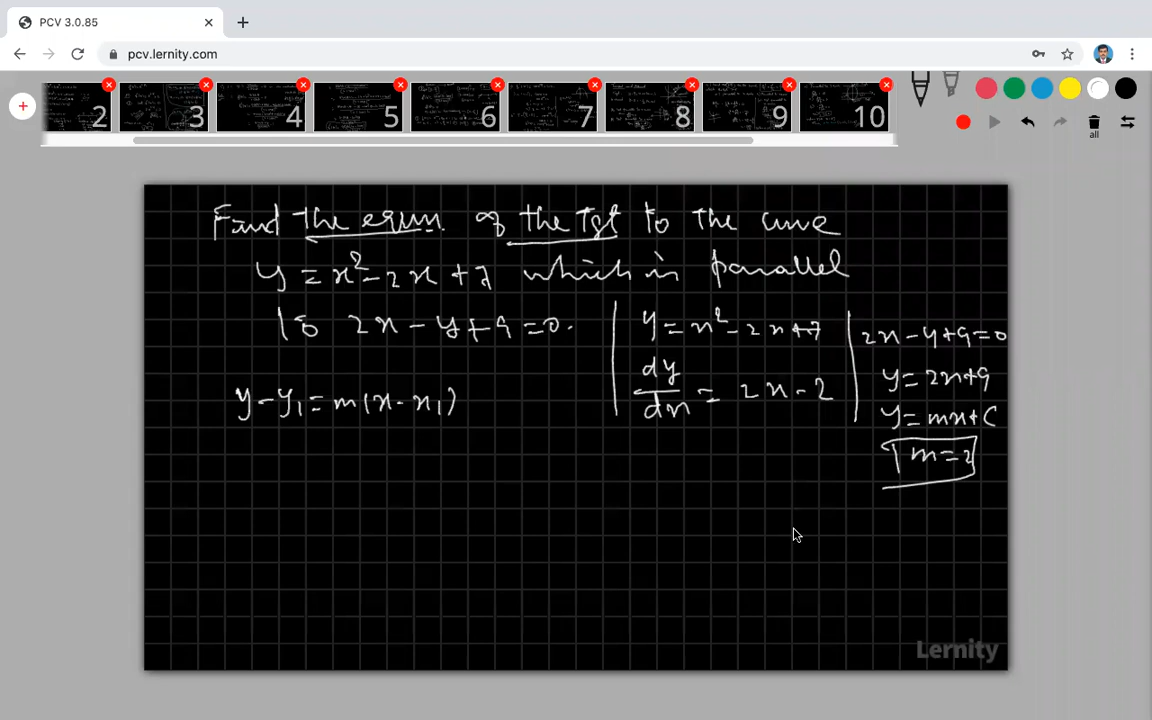 PCV 3.0.85
pcv.lernity.com
2 3 4 5 6 7 8 9 10
all
Find the equn. of the Tgt to the curve
y = x² - 2x + 7 which is parallel
to 2x - y + 9 = 0.
y - y₁ = m(x - x₁)
y = x² - 2x + 7
dy/dx = 2x - 2
2x - y + 9 = 0
y = 2x + 9
y = mx + c
m = 2
Lernity